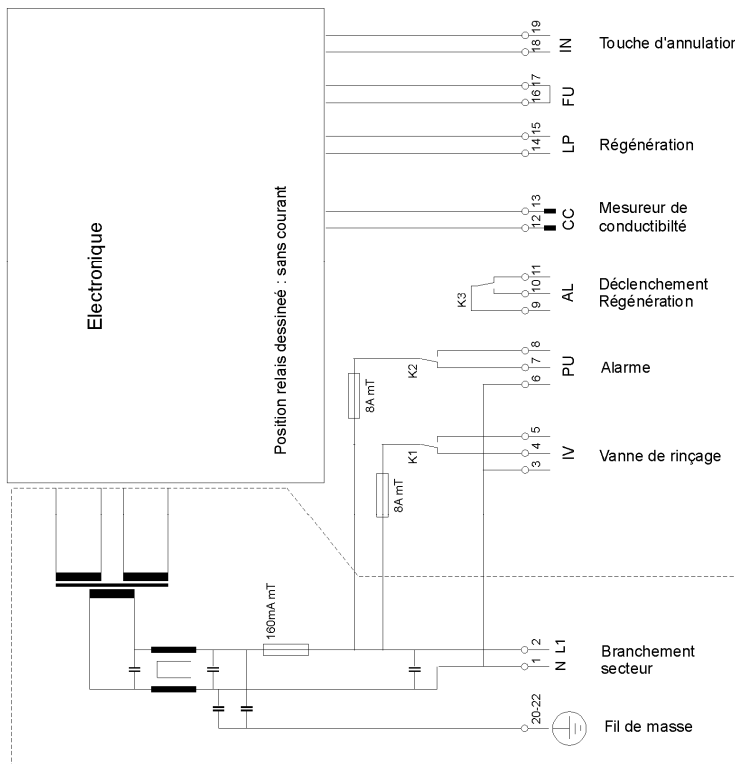 19
18
IN
Touche d'annulation
17
16
FU
15
14
LP
Régénération
13
12
CC
Mesureur de
conductibilté
11
10
9
AL
K3
Déclenchement
Régénération
8
7
6
PU
K2
Alarme
8A mT
5
4
3
IV
K1
Vanne de rinçage
8A mT
Electronique
Position relais dessineé : sans courant
160mA mT
2
L1
1
N
Branchement
secteur
20-22
Fil de masse